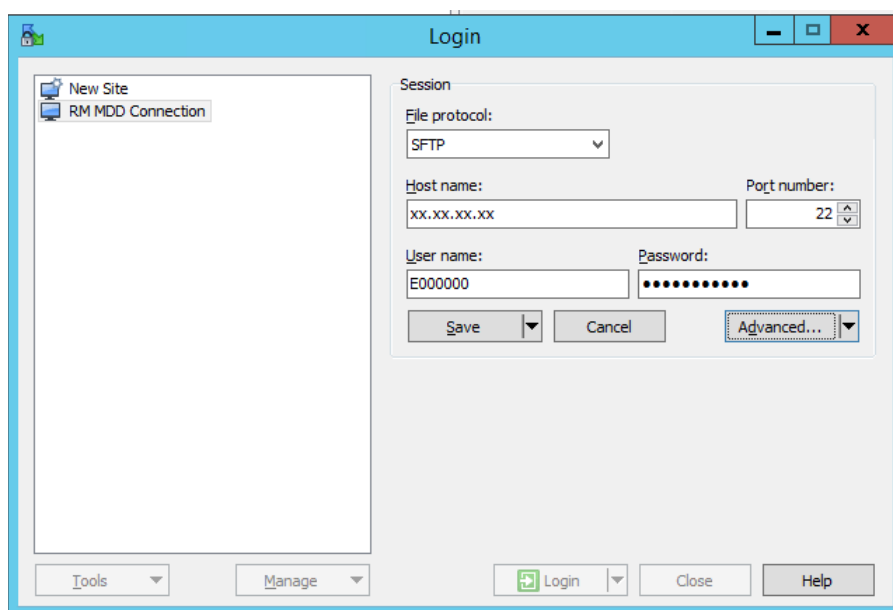 Login
New Site
RM MDD Connection
Session
File protocol:
SFTP
Host name:
Port number:
xx.xx.xx.xx
22
User name:
Password:
E000000
●●●●●●●●●●●
Save
Cancel
Advanced...
Tools
Manage
Login
Close
Help